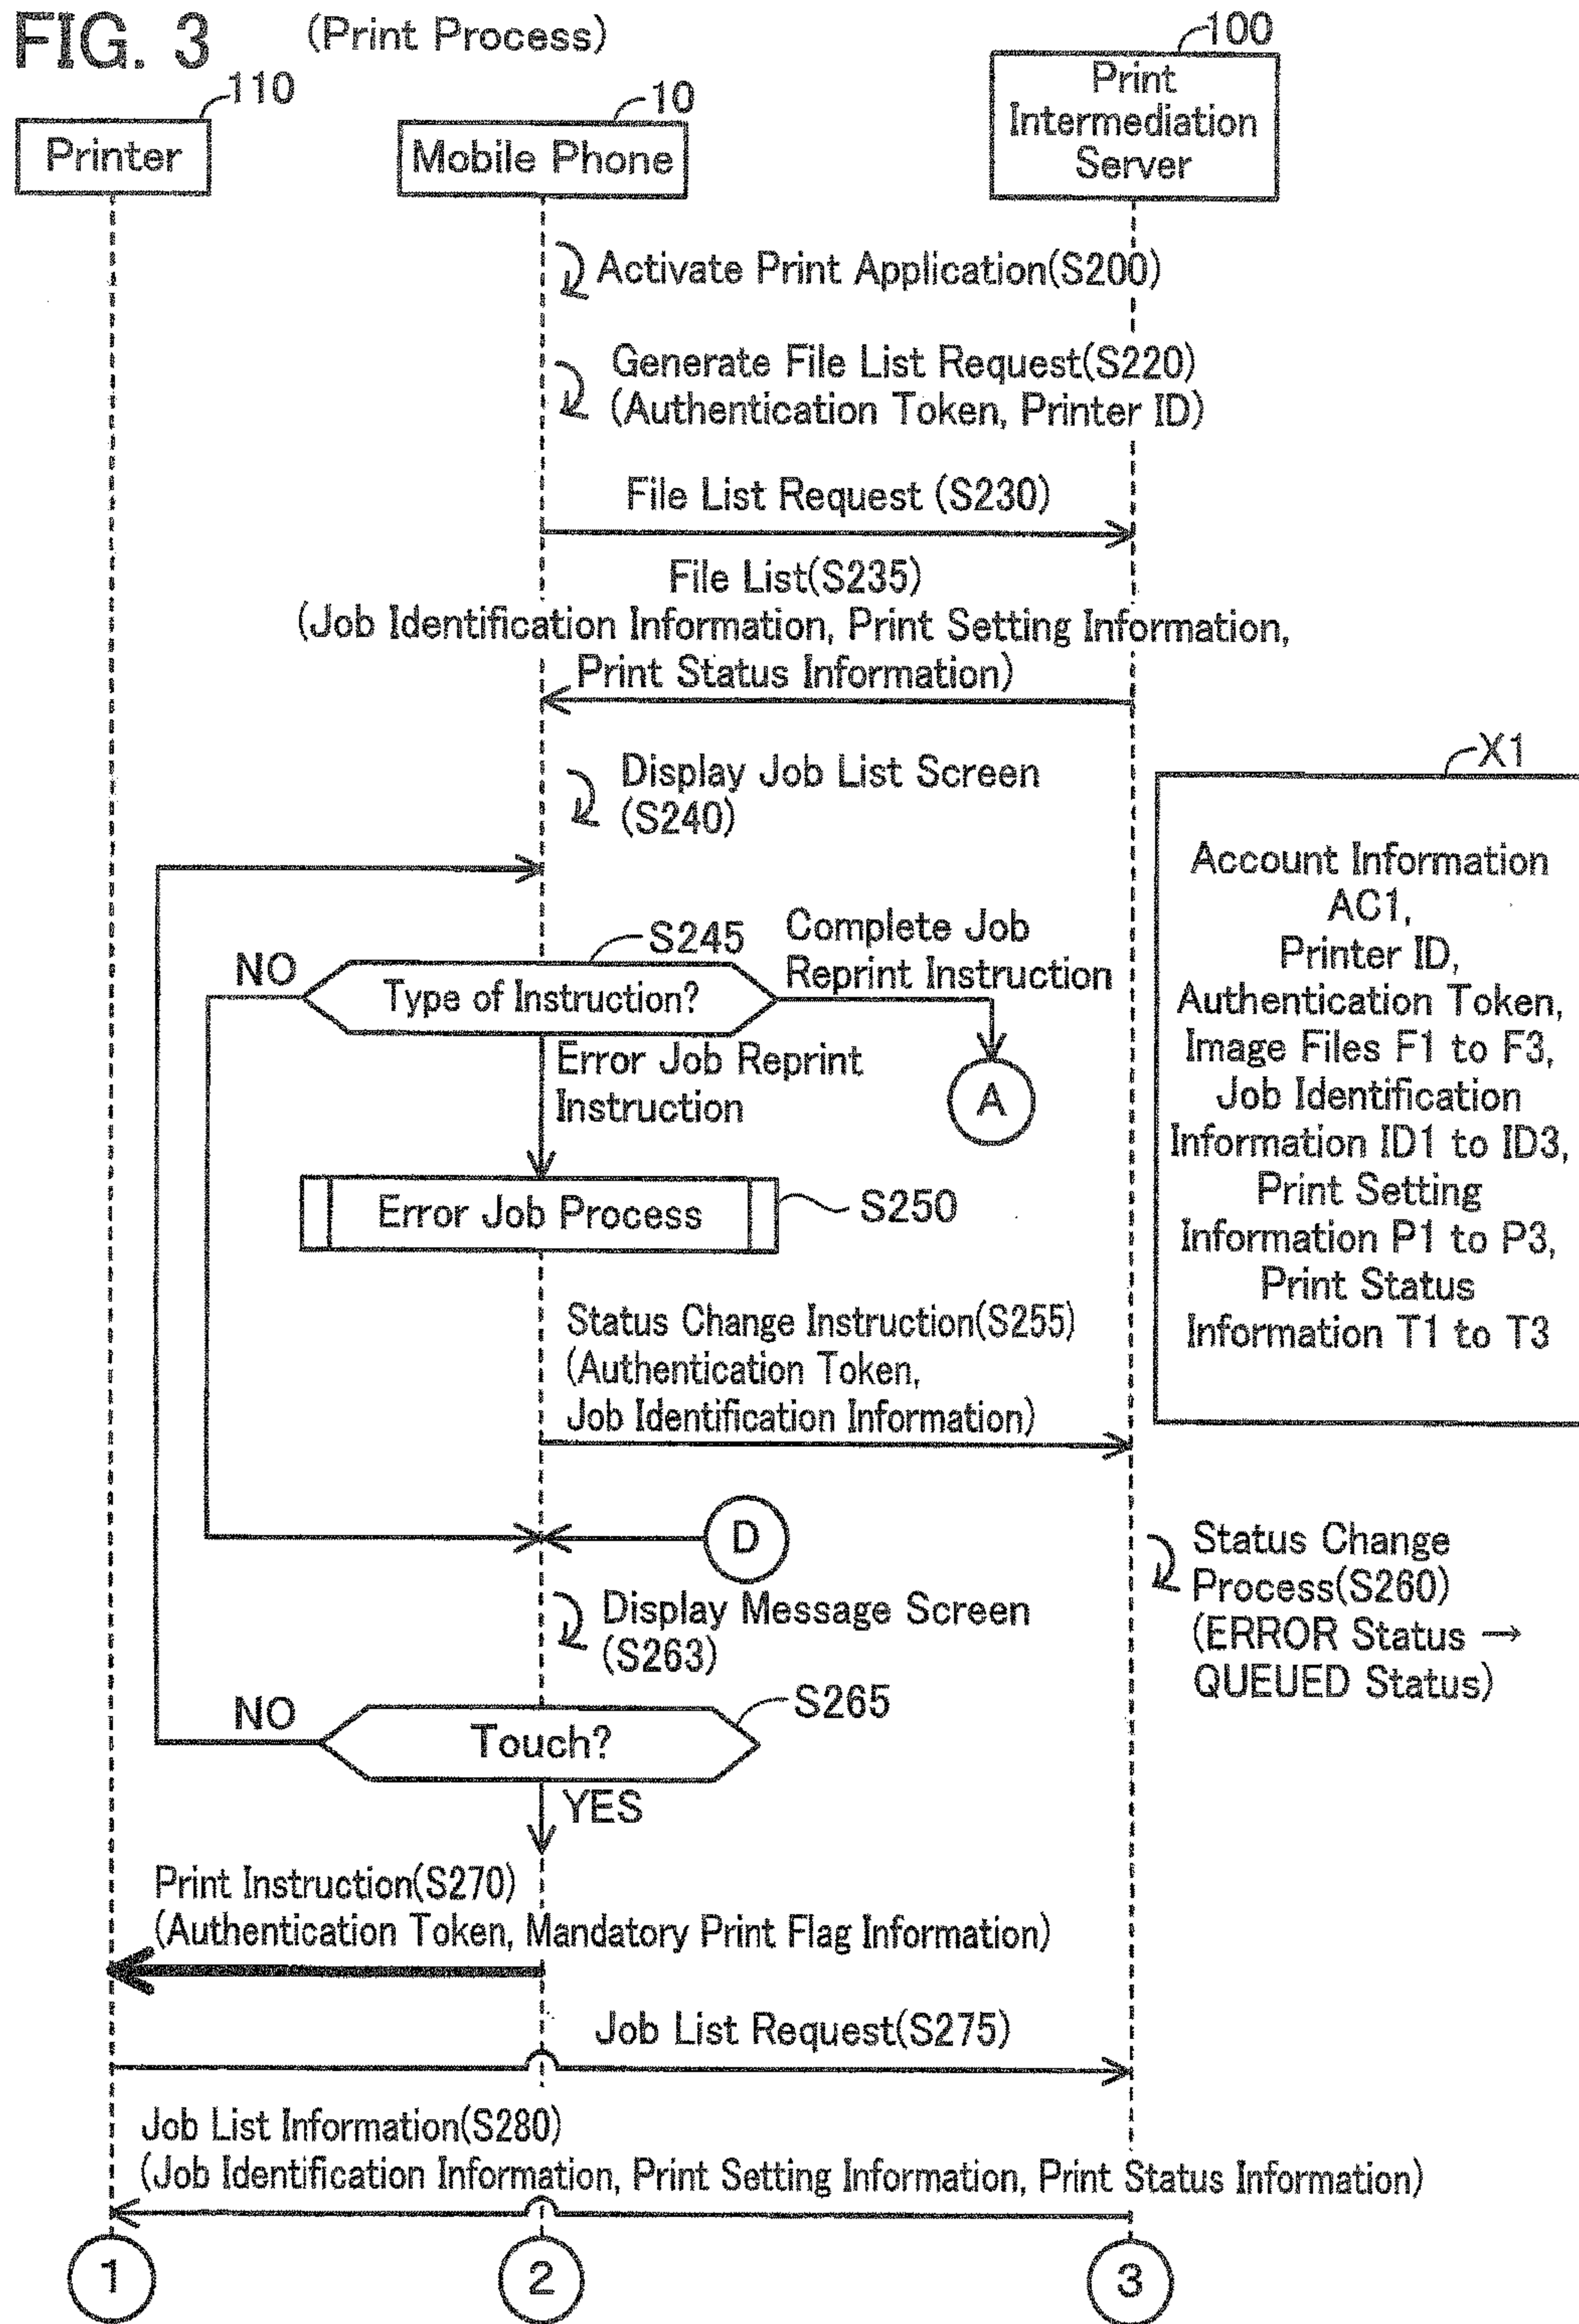 FIG. 3 (Print Process)
110
Printer
10
Mobile Phone
100
Print
Intermediation
Server
Activate Print Application(S200)
Generate File List Request(S220)
(Authentication Token, Printer ID)
File List Request (S230)
File List(S235)
(Job Identification Information, Print Setting Information,
Print Status Information)
Display Job List Screen
(S240)
X1
Account Information
AC1,
Printer ID,
Authentication Token,
Image Files F1 to F3,
Job Identification
Information ID1 to ID3,
Print Setting
Information P1 to P3,
Print Status
Information T1 to T3
S245
NO
Type of Instruction?
Complete Job
Reprint Instruction
A
Error Job Reprint
Instruction
Error Job Process
S250
Status Change Instruction(S255)
(Authentication Token,
Job Identification Information)
D
Status Change
Process(S260)
(ERROR Status →
QUEUED Status)
Display Message Screen
(S263)
S265
NO
Touch?
YES
Print Instruction(S270)
(Authentication Token, Mandatory Print Flag Information)
Job List Request(S275)
Job List Information(S280)
(Job Identification Information, Print Setting Information, Print Status Information)
1
2
3